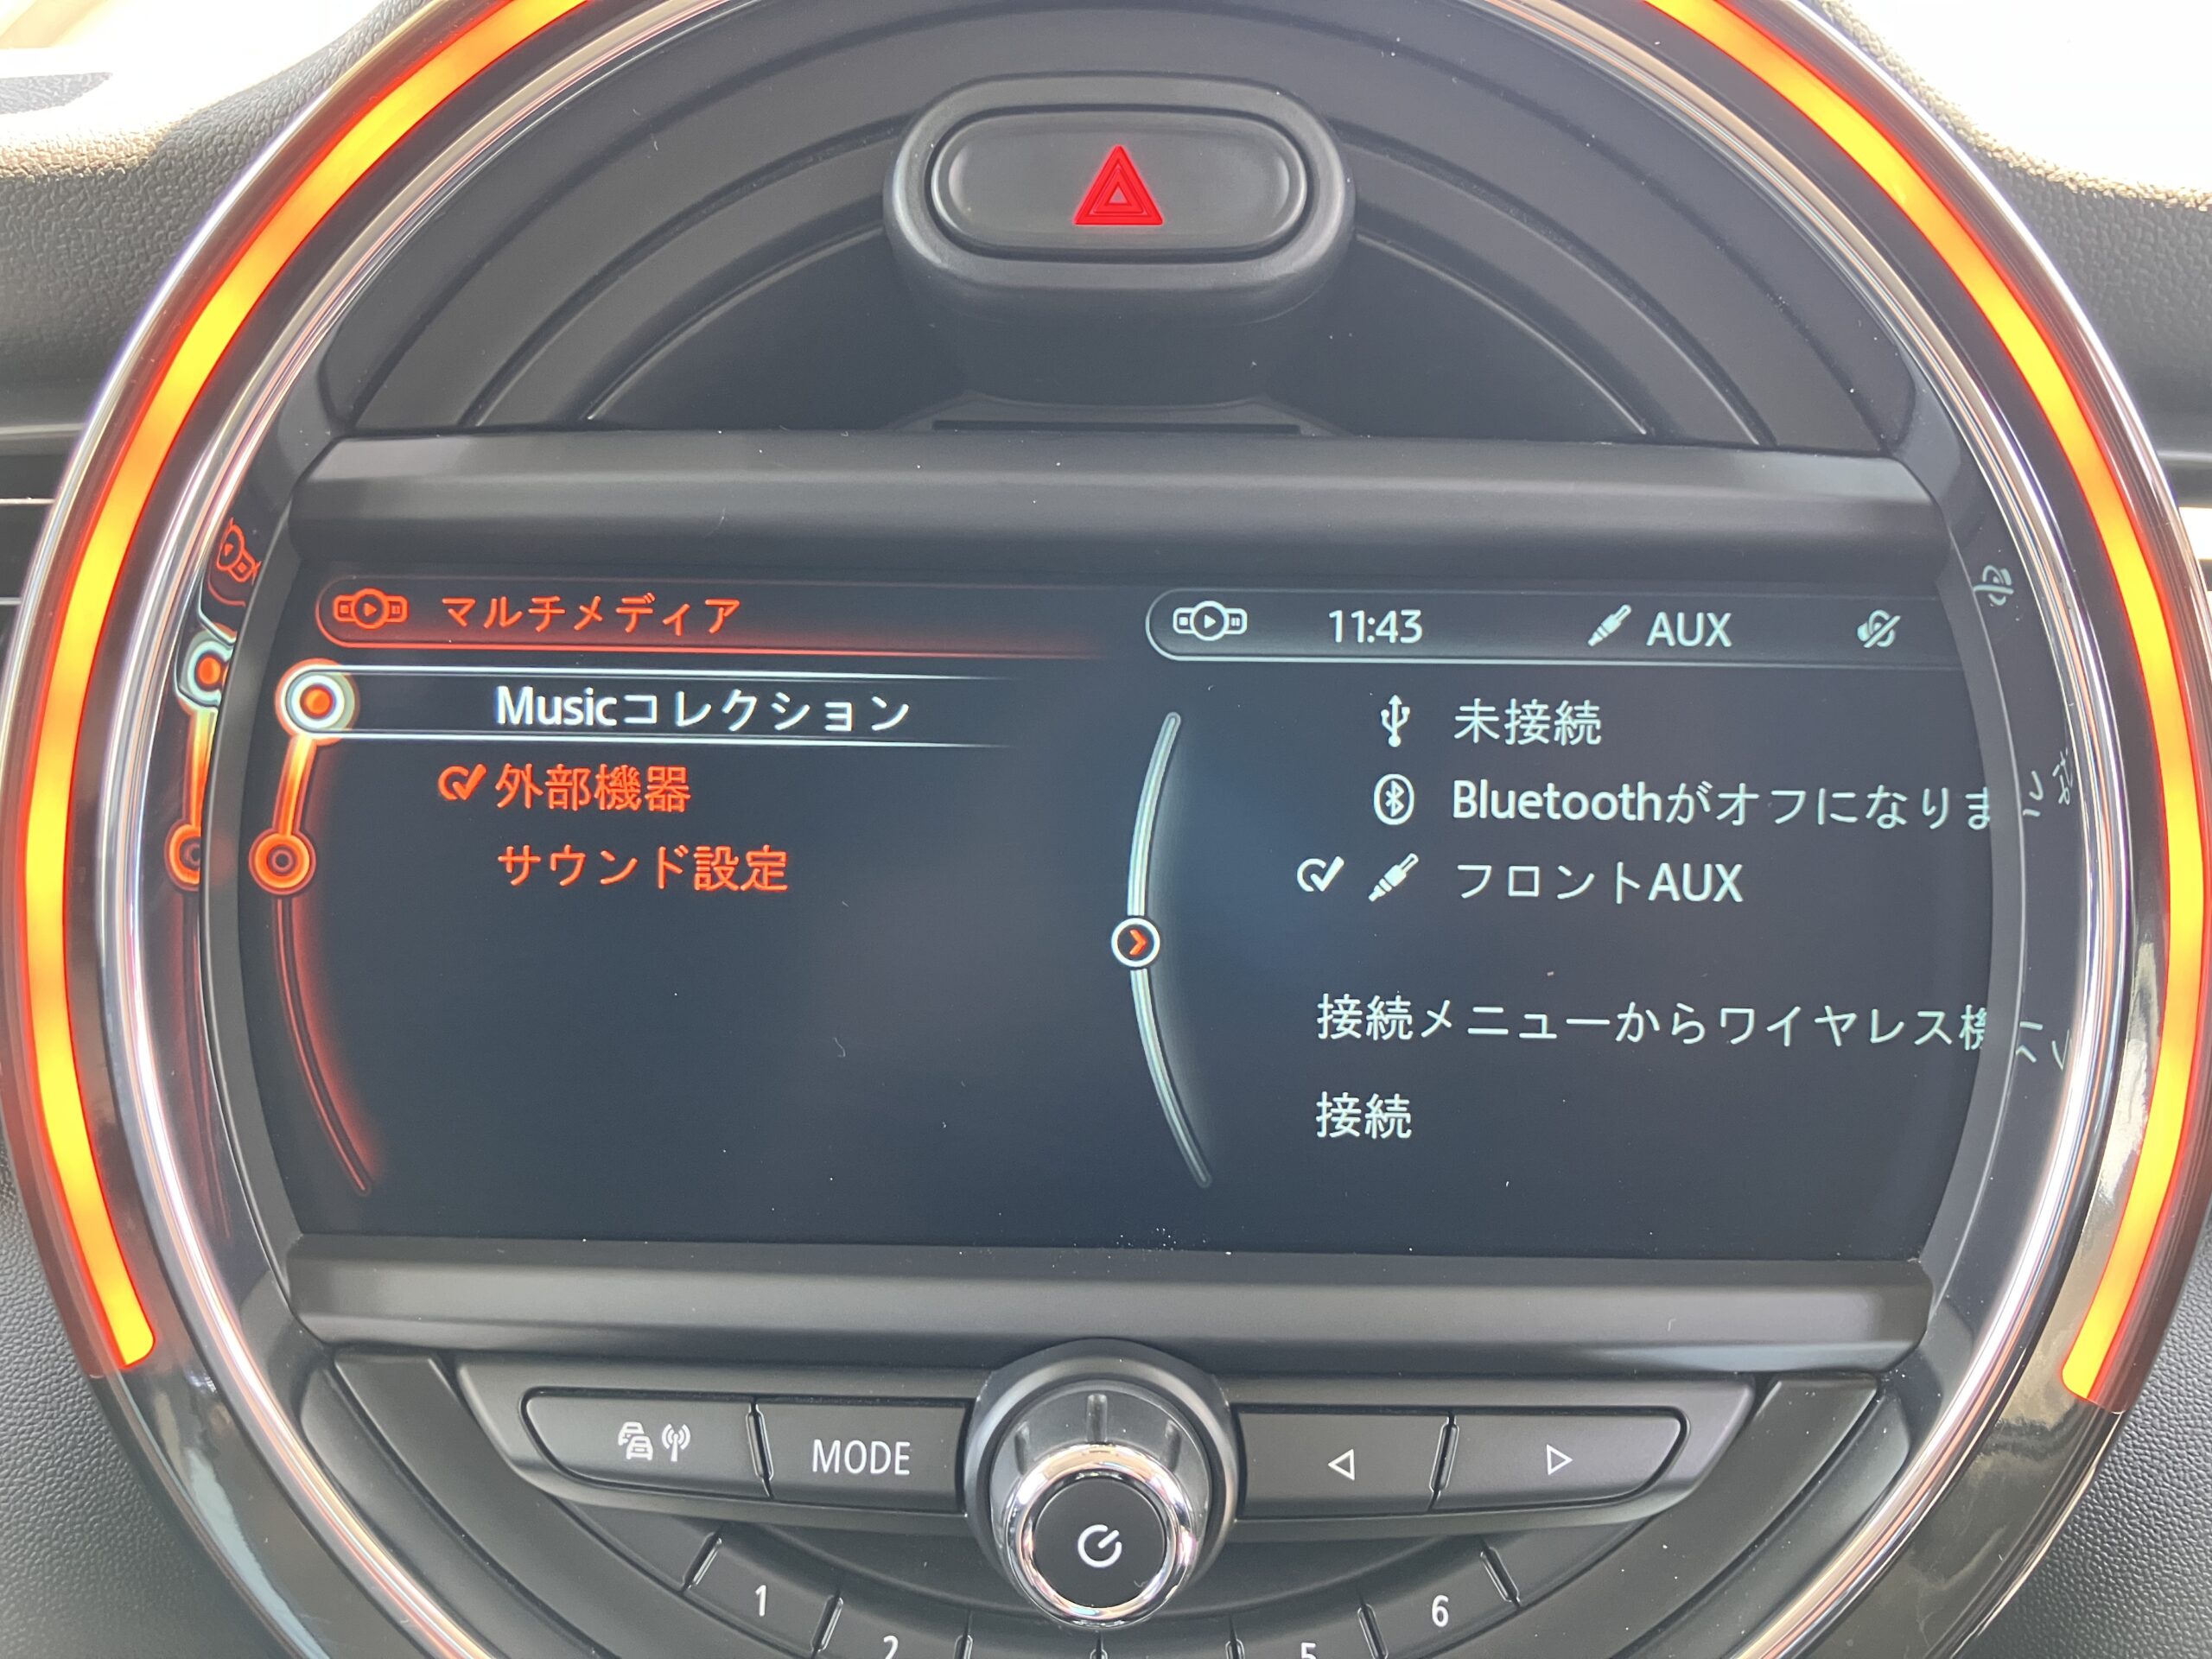 マルチメディア
Musicコレクション
外部機器
サウンド設定
11:43 AUX
未接続
Bluetoothがオフになりま
フロントAUX
接続メニューからワイヤレス機
接続
MODE
1
2
5
6